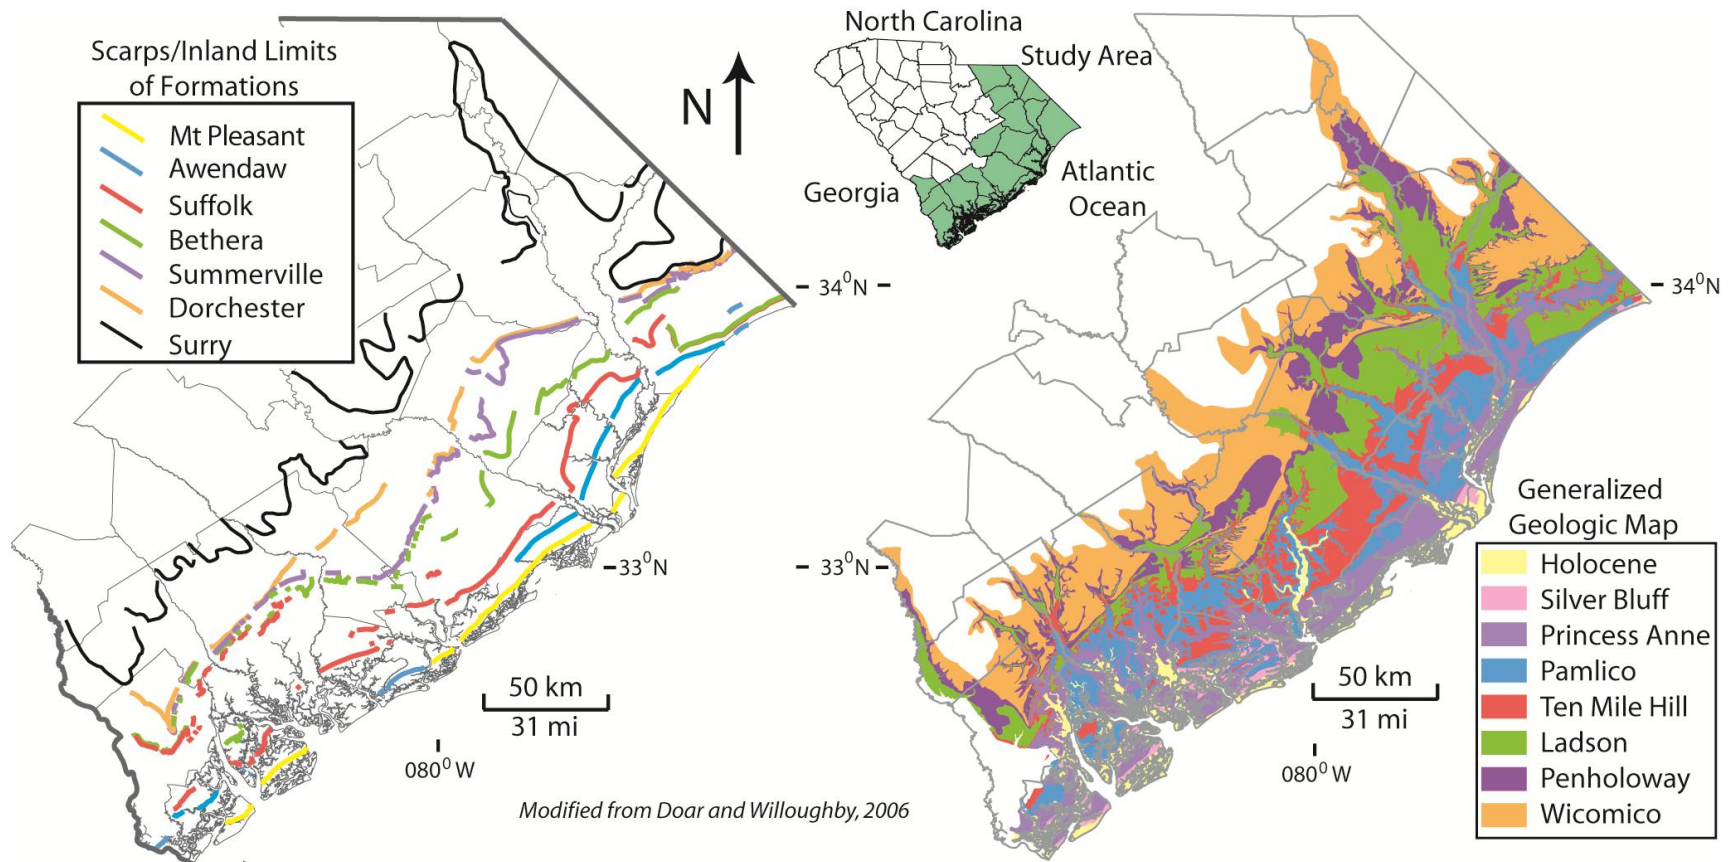 Scarps/Inland Limits
of Formations
Mt Pleasant
Awendaw
Suffolk
Bethera
Summerville
Dorchester
Surry
N
North Carolina
Study Area
Georgia
Atlantic
Ocean
34⁰N
33⁰N
50 km
31 mi
080⁰ W
Modified from Doar and Willoughby, 2006
34⁰N
33⁰N
50 km
31 mi
080⁰ W
Generalized
Geologic Map
Holocene
Silver Bluff
Princess Anne
Pamlico
Ten Mile Hill
Ladson
Penholoway
Wicomico